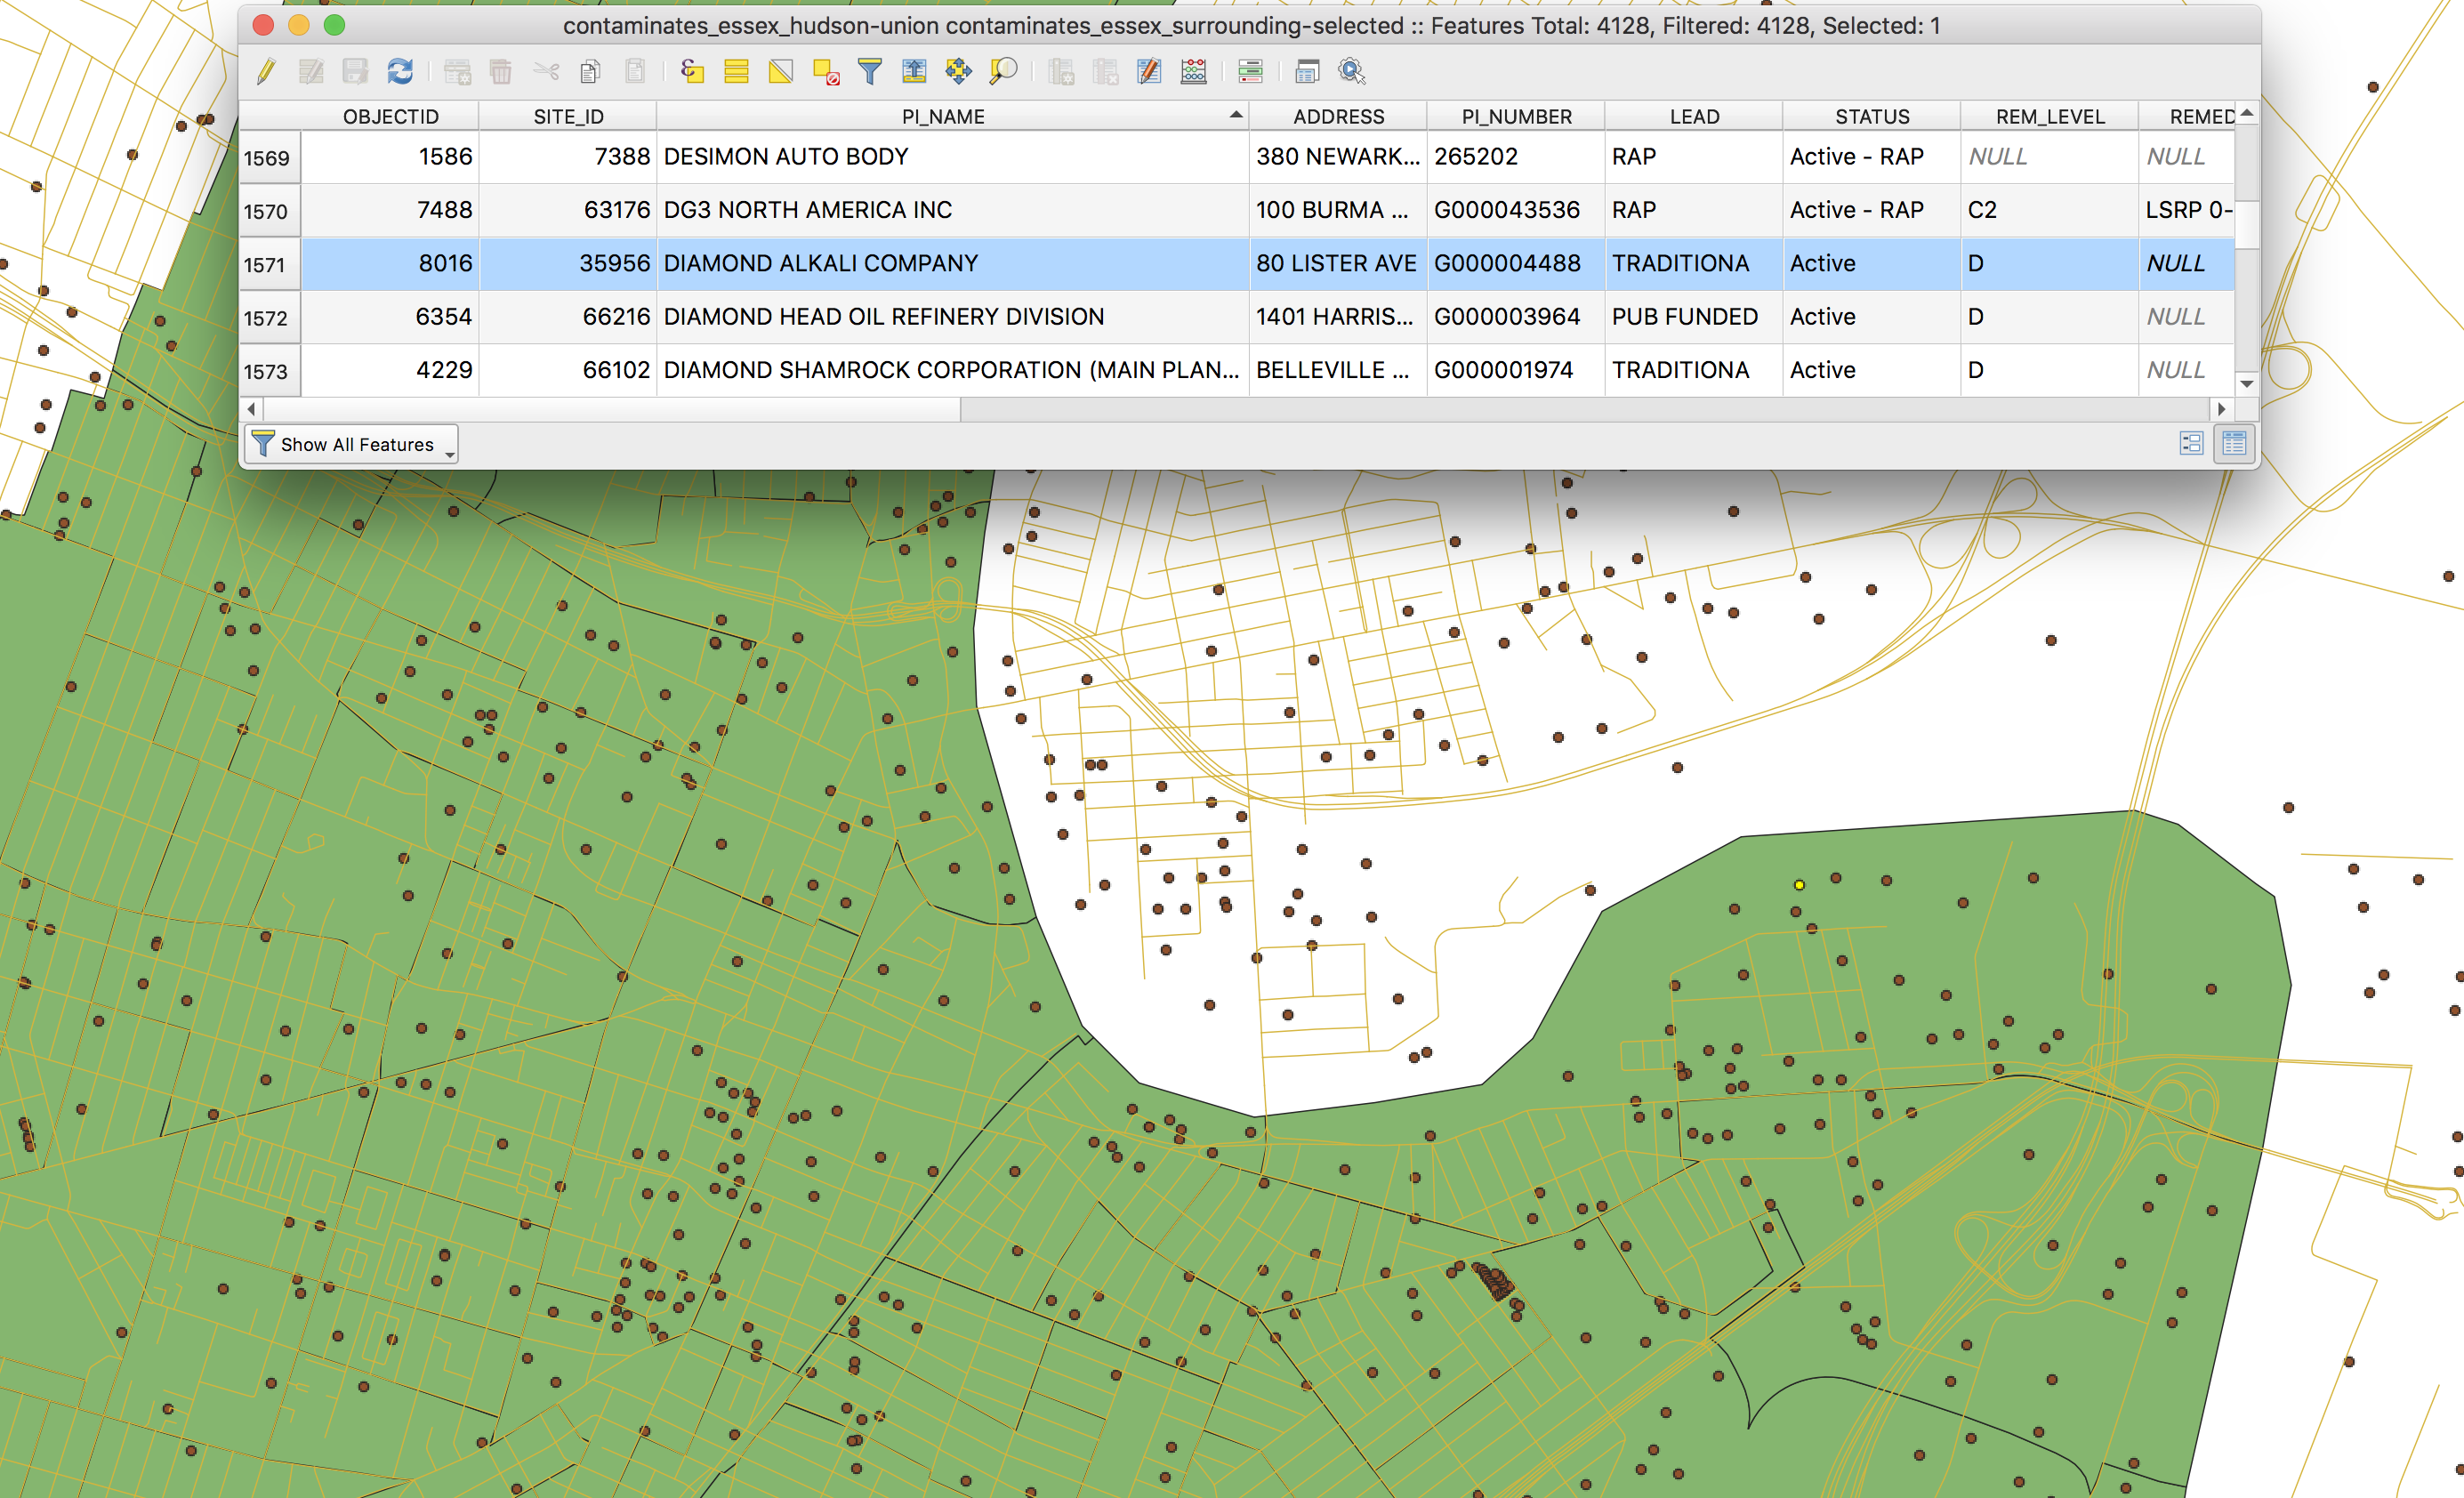 contaminates_essex_hudson-union contaminates_essex_surrounding-selected :: Features Total: 4128, Filtered: 4128, Selected: 1
OBJECTID SITE_ID PI_NAME ADDRESS PI_NUMBER LEAD STATUS REM_LEVEL REMED
1569 1586 7388 DESIMON AUTO BODY 380 NEWARK... 265202 RAP Active - RAP NULL NULL
1570 7488 63176 DG3 NORTH AMERICA INC 100 BURMA ... G000043536 RAP Active - RAP C2 LSRP 0-
1571 8016 35956 DIAMOND ALKALI COMPANY 80 LISTER AVE G000004488 TRADITIONA Active D NULL
1572 6354 66216 DIAMOND HEAD OIL REFINERY DIVISION 1401 HARRIS... G000003964 PUB FUNDED Active D NULL
1573 4229 66102 DIAMOND SHAMROCK CORPORATION (MAIN PLAN... BELLEVILLE ... G000001974 TRADITIONA Active D NULL
Show All Features